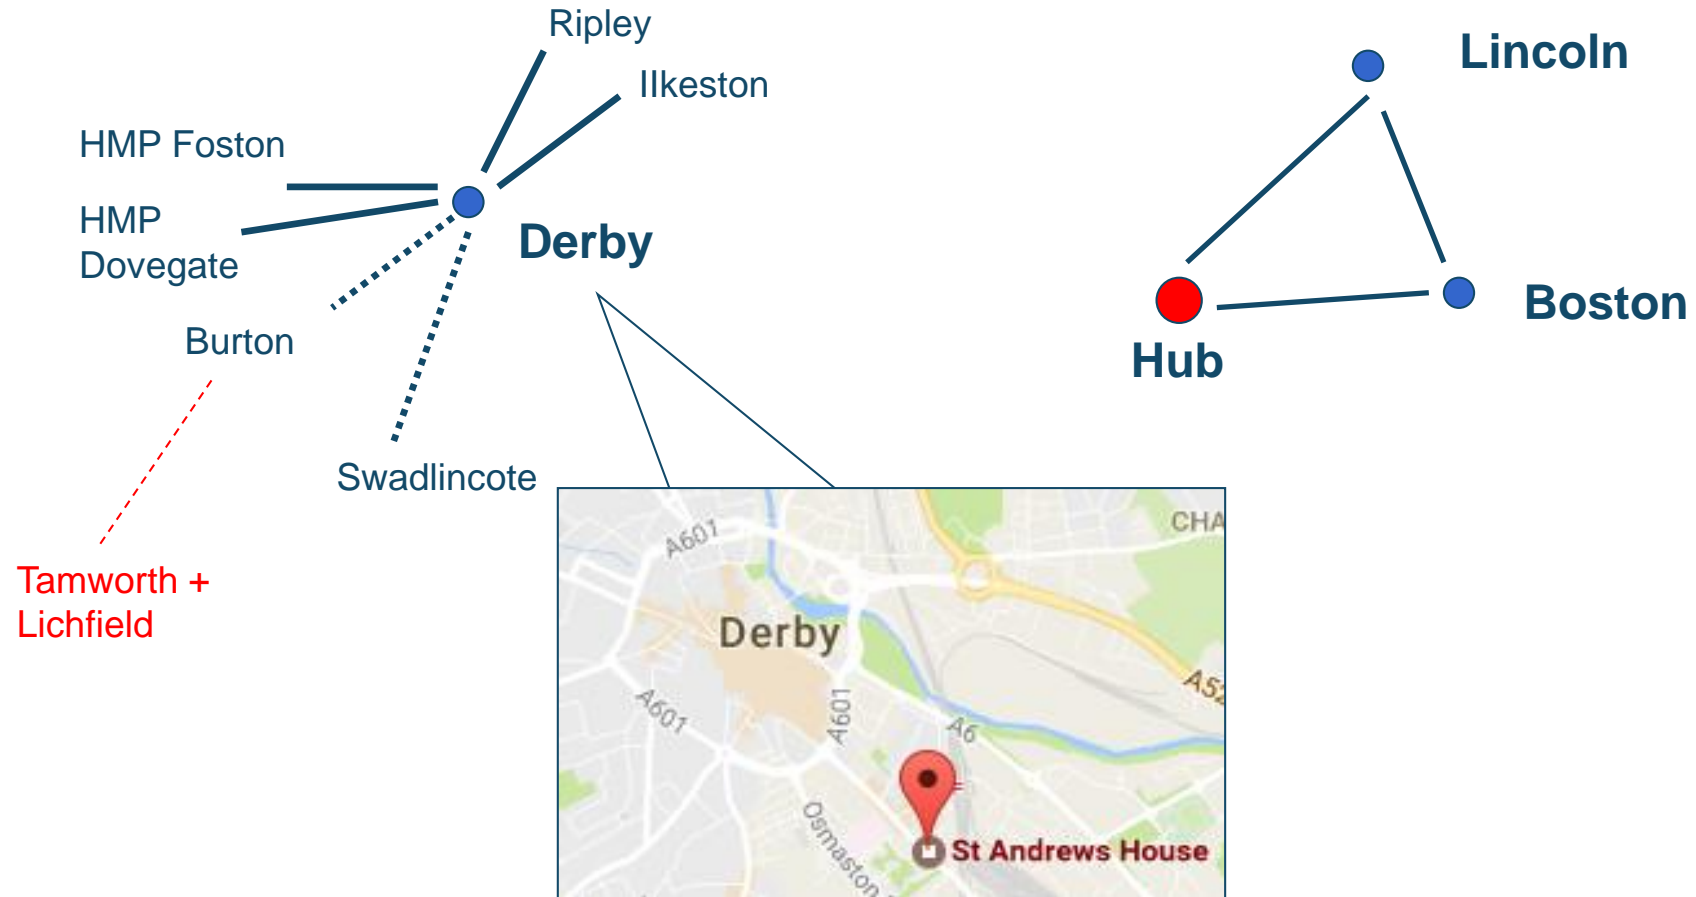 Ripley
Ilkeston
HMP Foston
HMP
Dovegate
Derby
Burton
Swadlincote
Tamworth +
Lichfield
Lincoln
Hub
Boston
A601
CHA
Derby
A52
A601
A601
A6
Osmaston
St Andrews House